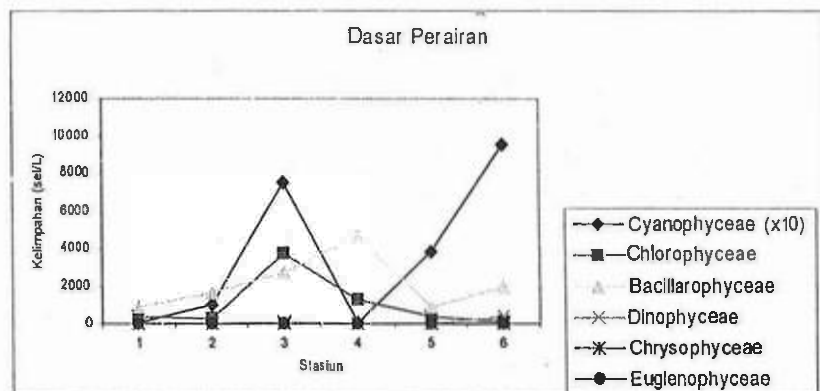 Dasar Perairan
Kelimpahan (sel/L)
12000
10000
8000
6000
4000
2000
0
1 2 3 4 5 6
Stasiun
Cyanophyceae (x10)
Chlorophyceae
Bacillarophyceae
Dinophyceae
Chrysophyceae
Euglenophyceae